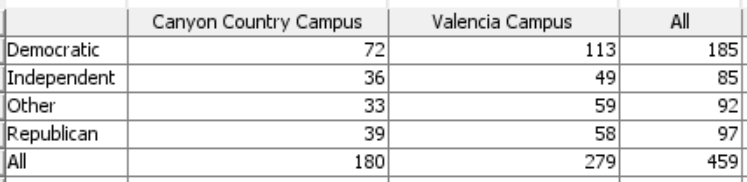 Canyon Country Campus Valencia Campus All
Democratic 72 113 185
Independent 36 49 85
Other 33 59 92
Republican 39 58 97
All 180 279 459